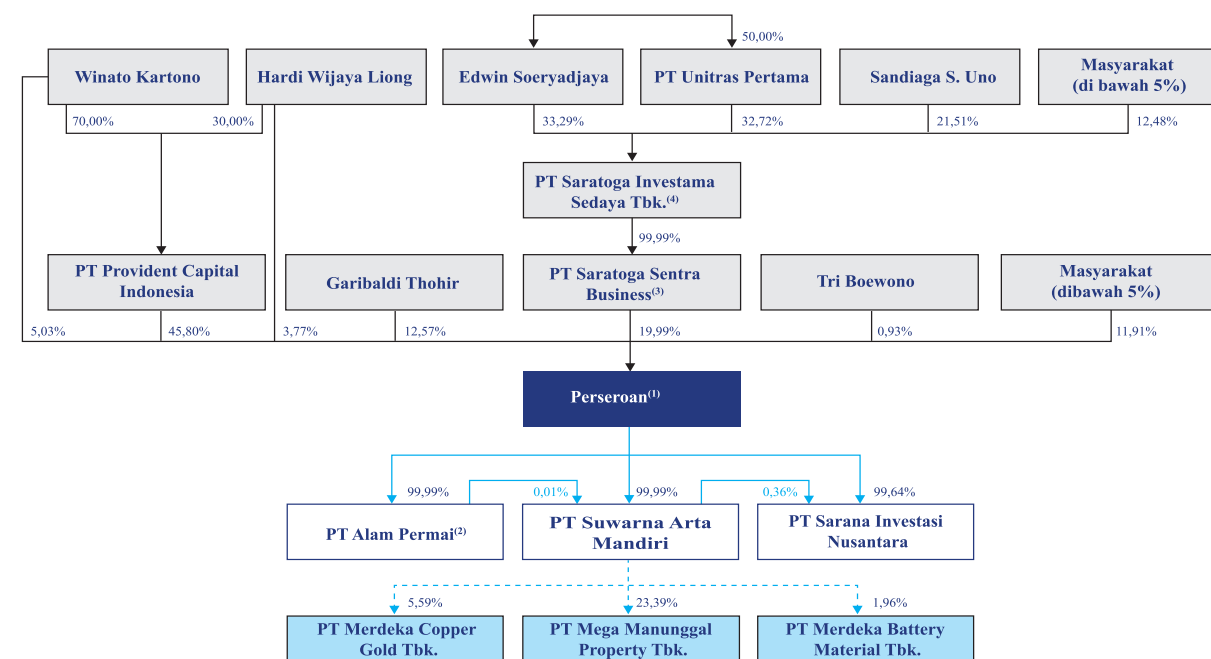 50,00%
Winato Kartono
Hardi Wijaya Liong
Edwin Soeryadjaya
PT Unitras Pertama
Sandiaga S. Uno
Masyarakat
(di bawah 5%)
70,00%
30,00%
33,29%
32,72%
21,51%
12,48%
PT Saratoga Investama
Sedaya Tbk.(4)
99,99%
PT Provident Capital
Indonesia
Garibaldi Thohir
PT Saratoga Sentra
Business(3)
Tri Boewono
Masyarakat
(dibawah 5%)
5,03%
45,80%
3,77%
12,57%
19,99%
0,93%
11,91%
Perseroan(1)
99,99%
0,01%
99,99%
0,36%
99,64%
PT Alam Permai(2)
PT Suwarna Arta
Mandiri
PT Sarana Investasi
Nusantara
5,59%
23,39%
1,96%
PT Merdeka Copper
Gold Tbk.
PT Mega Manunggal
Property Tbk.
PT Merdeka Battery
Material Tbk.